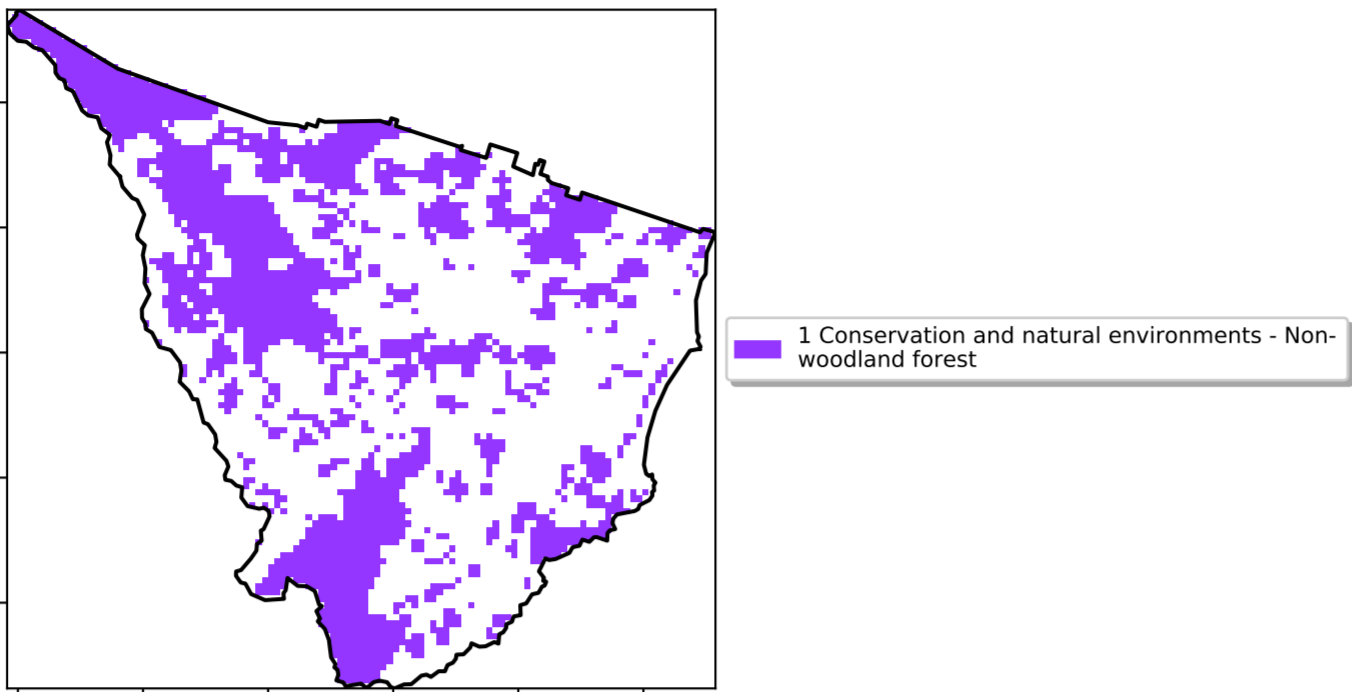 1 Conservation and natural environments - Non-
woodland forest